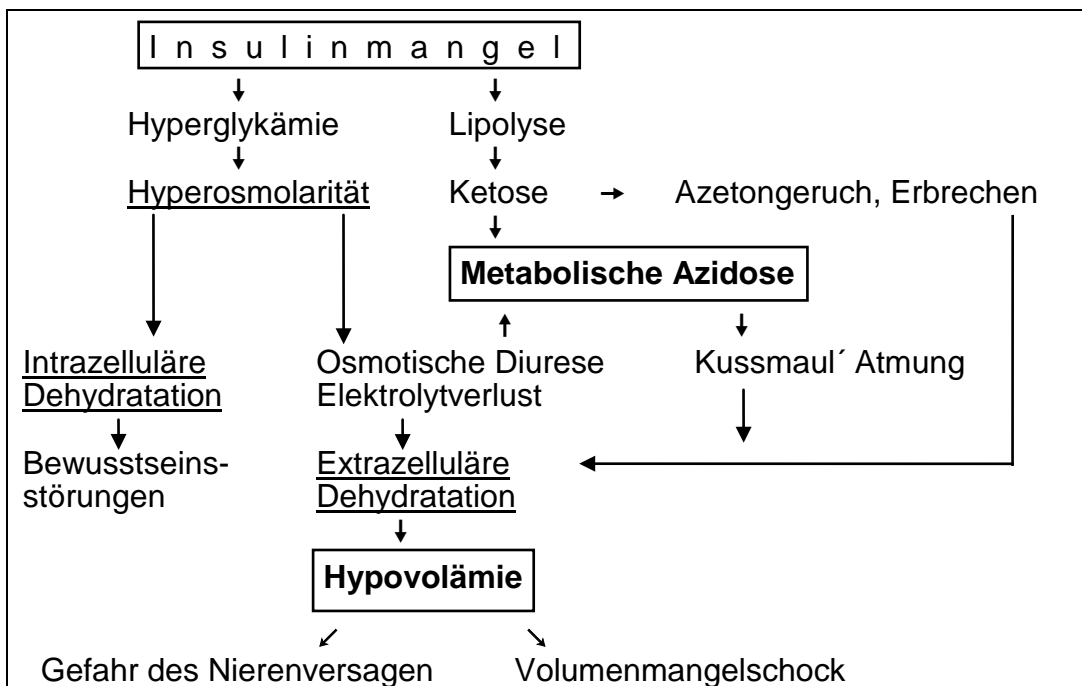 I n s u l i n m a n g e l
Hyperglykämie Lipolyse
Hyperosmolarität Ketose Azetongeruch, Erbrechen
Metabolische Azidose
Intrazelluläre Osmotische Diurese Kussmaul´ Atmung
Dehydratation Elektrolytverlust
Bewusstseins- Extrazelluläre
störungen Dehydratation
Hypovolämie
Gefahr des Nierenversagen Volumenmangelschock